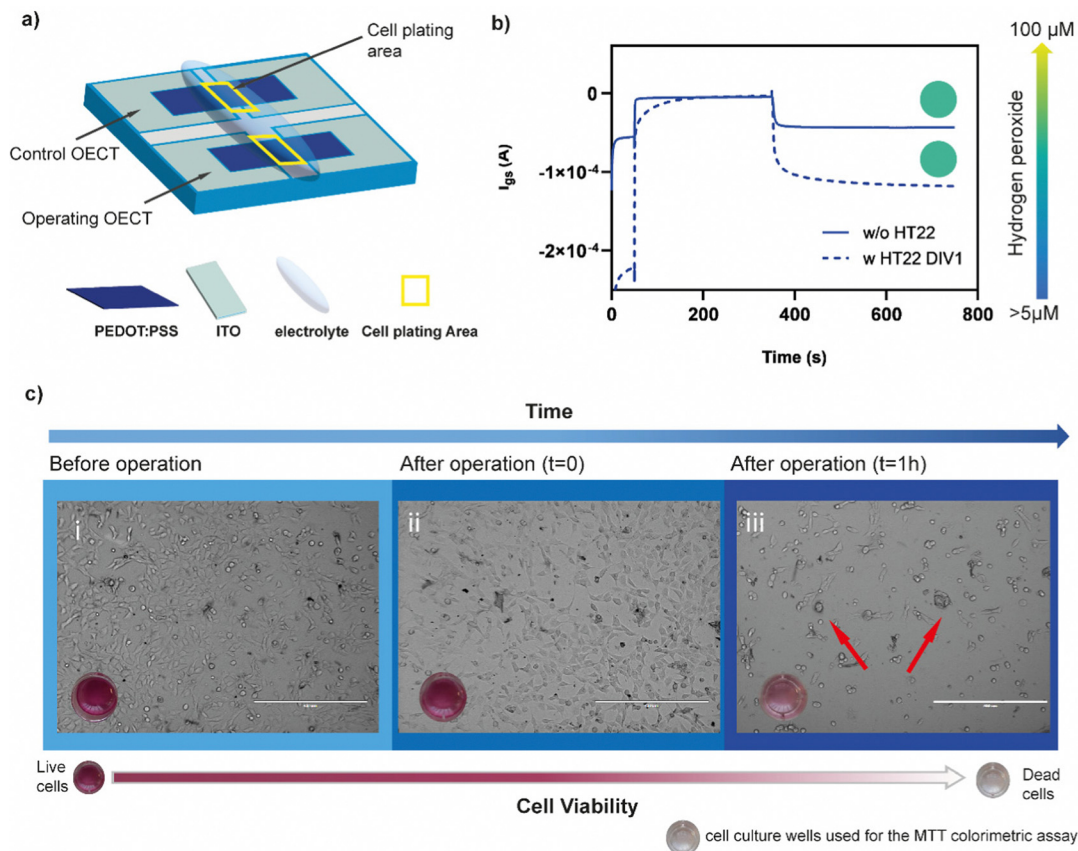 a)
Cell plating
area
Control OECT
Operating OECT
PEDOT:PSS
ITO
electrolyte
Cell plating Area
b)
I_gs (A)
0
-1×10⁻⁴
-2×10⁻⁴
w/o HT22
w HT22 DIV1
0
200
400
600
800
Time (s)
100 µM
Hydrogen peroxide
>5µM
c)
Time
Before operation
After operation (t=0)
After operation (t=1h)
i
ii
iii
Live
cells
Dead
cells
Cell Viability
cell culture wells used for the MTT colorimetric assay